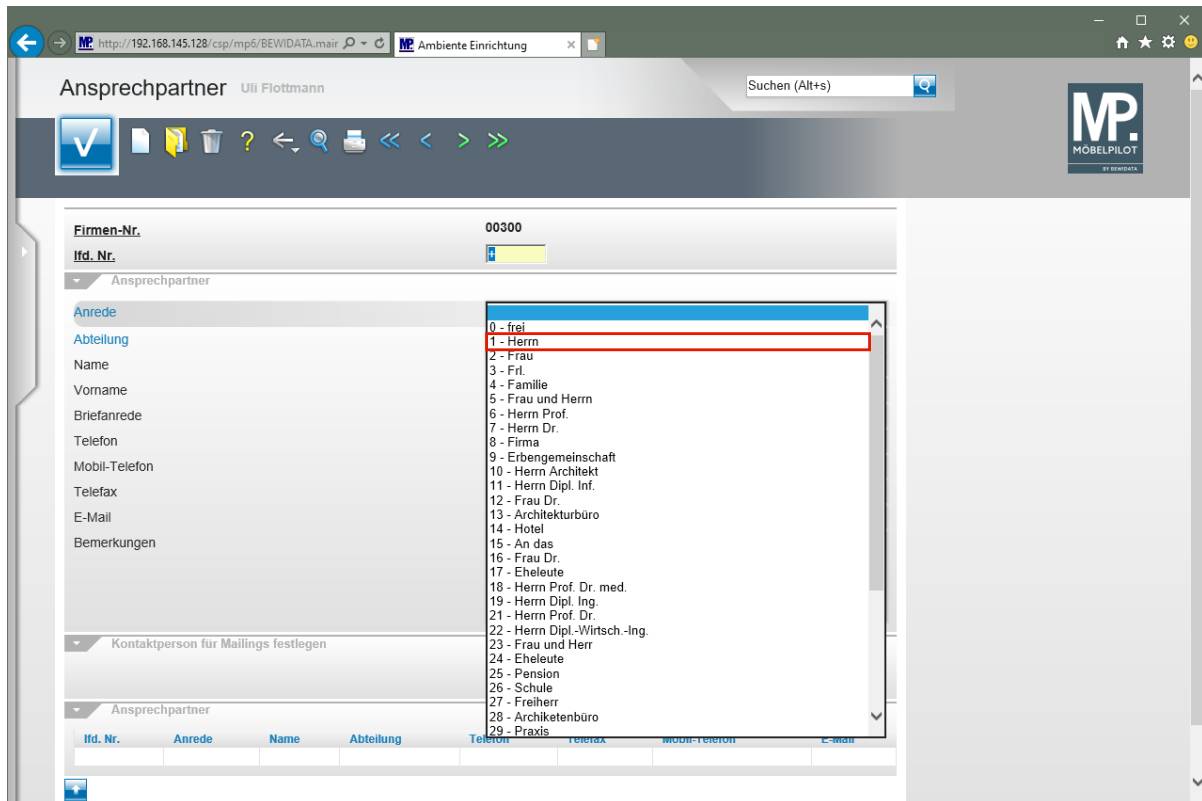 http://192.168.145.128/csp/mp6/BEWIDATA.mair
MP. Ambiente Einrichtung
Ansprechpartner Uli Flottmann
Suchen (Alt+s)
MP.
MÖBELPILOT
BY BEWIDATA
Firmen-Nr. 00300
lfd. Nr. +
Ansprechpartner
Anrede
Abteilung
Name
Vorname
Briefanrede
Telefon
Mobil-Telefon
Telefax
E-Mail
Bemerkungen
0 - frei
1 - Herrn
2 - Frau
3 - Frl.
4 - Familie
5 - Frau und Herrn
6 - Herrn Prof.
7 - Herrn Dr.
8 - Firma
9 - Erbengemeinschaft
10 - Herrn Architekt
11 - Herrn Dipl. Inf.
12 - Frau Dr.
13 - Architekturbüro
14 - Hotel
15 - An das
16 - Frau Dr.
17 - Eheleute
18 - Herrn Prof. Dr. med.
19 - Herrn Dipl. Ing.
21 - Herrn Prof. Dr.
22 - Herrn Dipl.-Wirtsch.-Ing.
23 - Frau und Herr
24 - Eheleute
25 - Pension
26 - Schule
27 - Freiherr
28 - Archiketenbüro
29 - Praxis
Kontaktperson für Mailings festlegen
Ansprechpartner
lfd. Nr. Anrede Name Abteilung Telefon Telefax Mobil-Telefon E-Mail